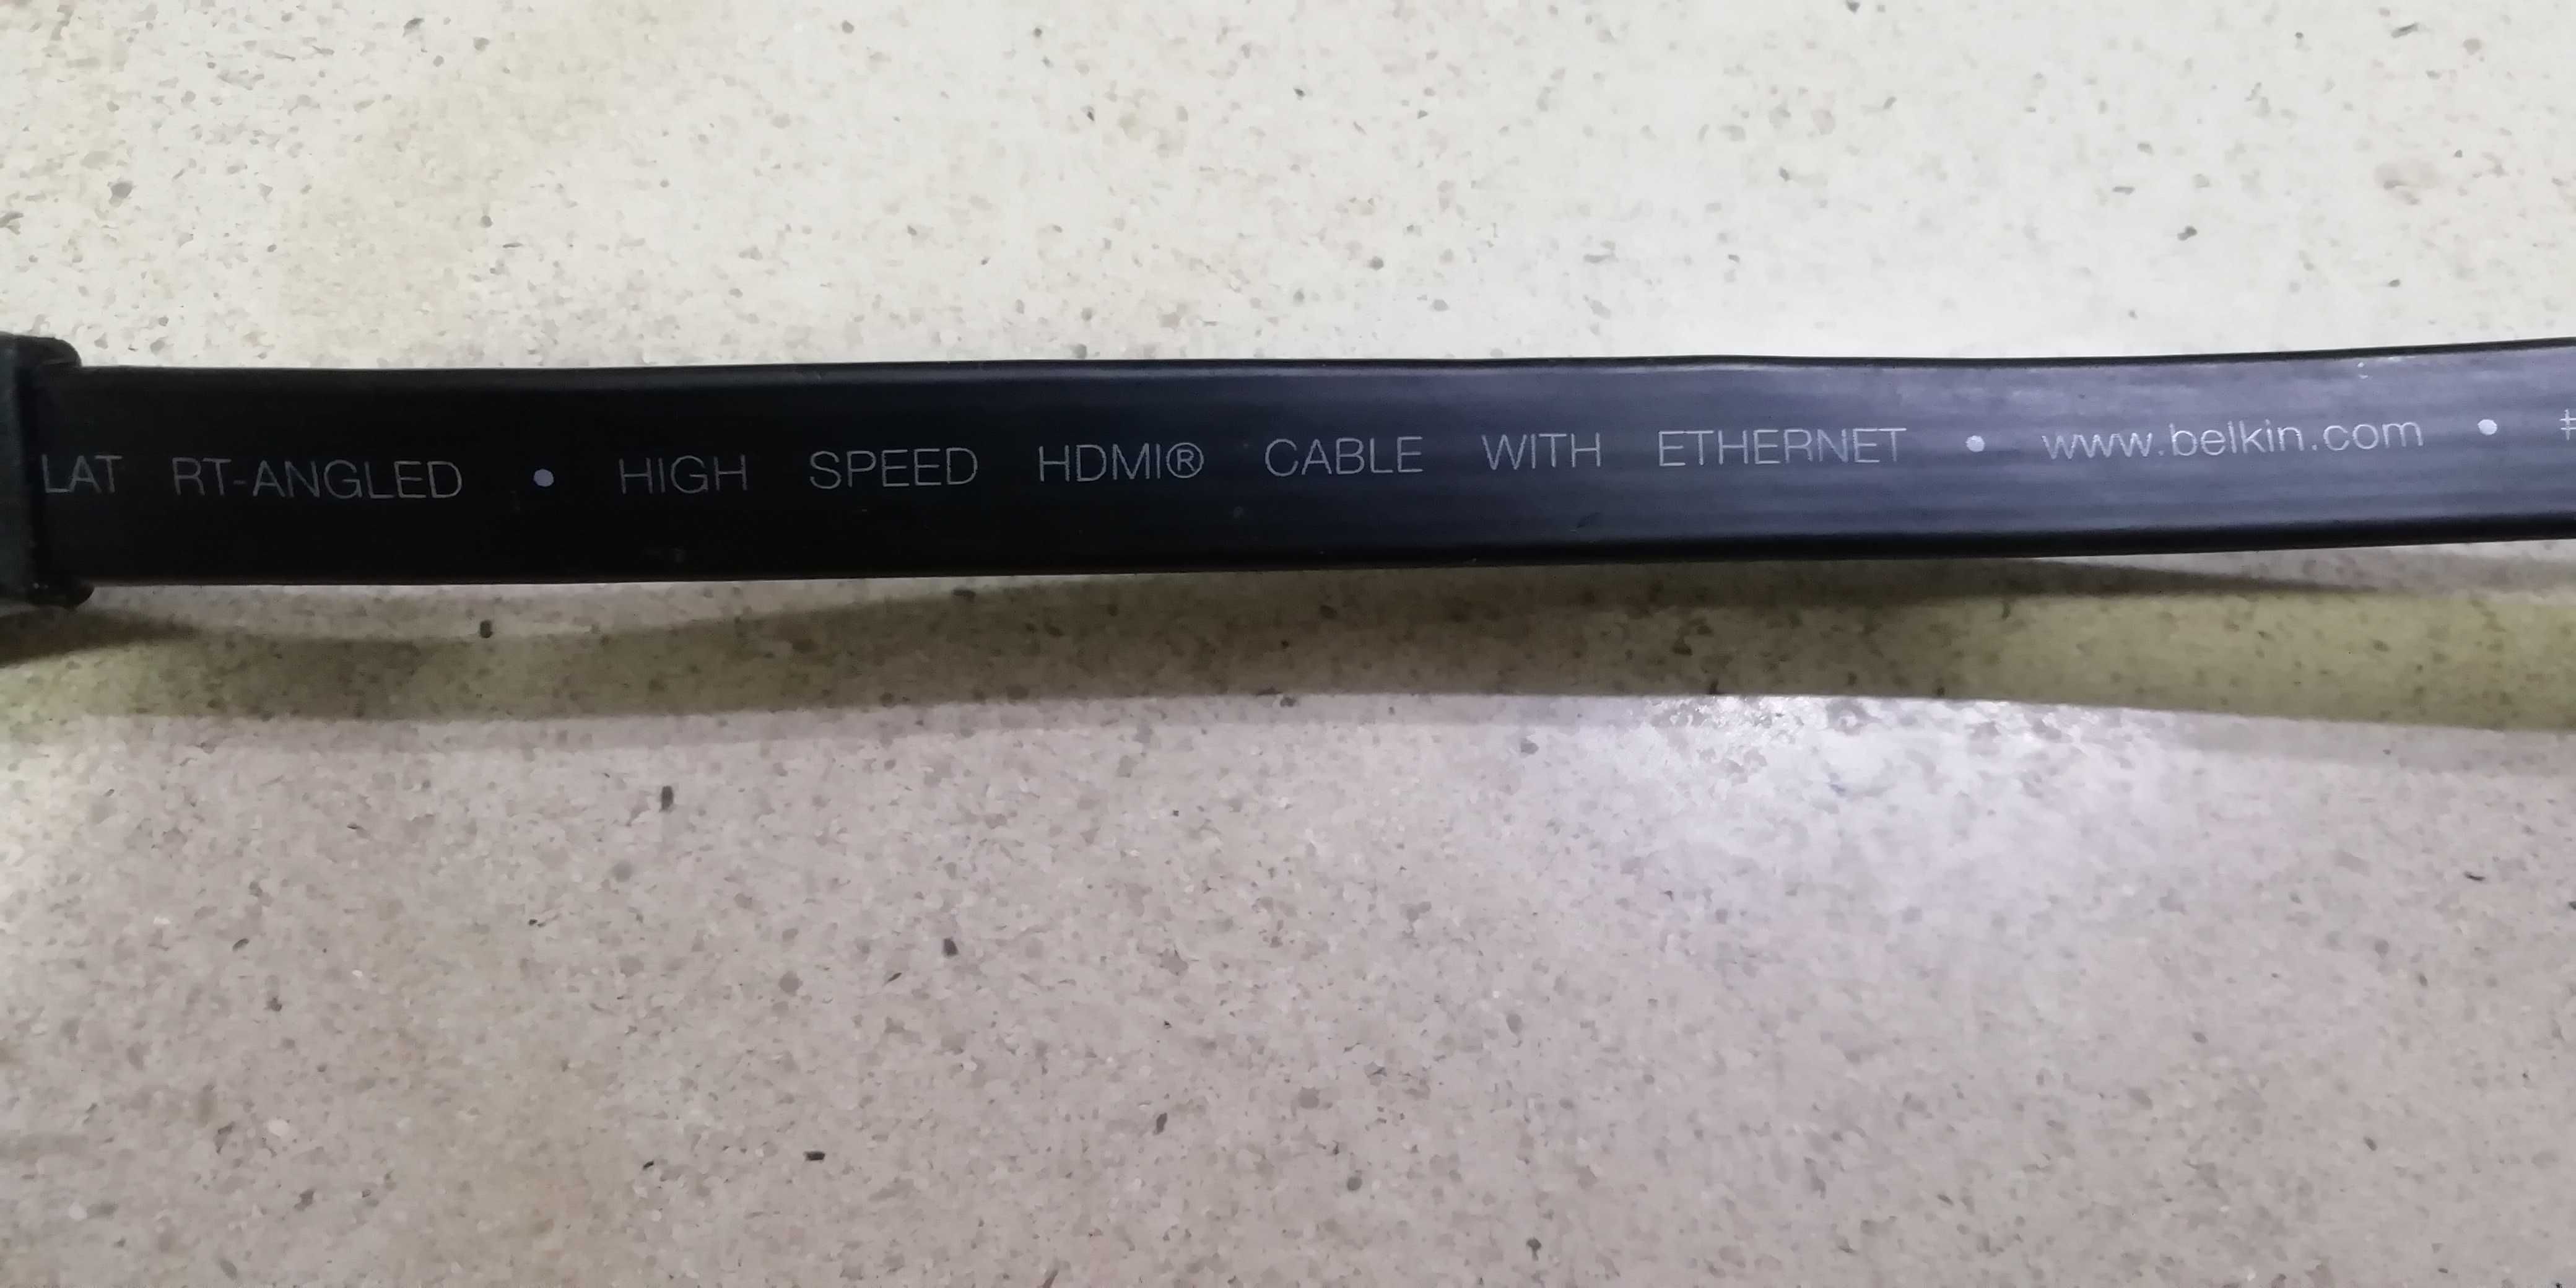 LAT RT-ANGLED • HIGH SPEED HDMI® CABLE WITH ETHERNET • www.belkin.com •